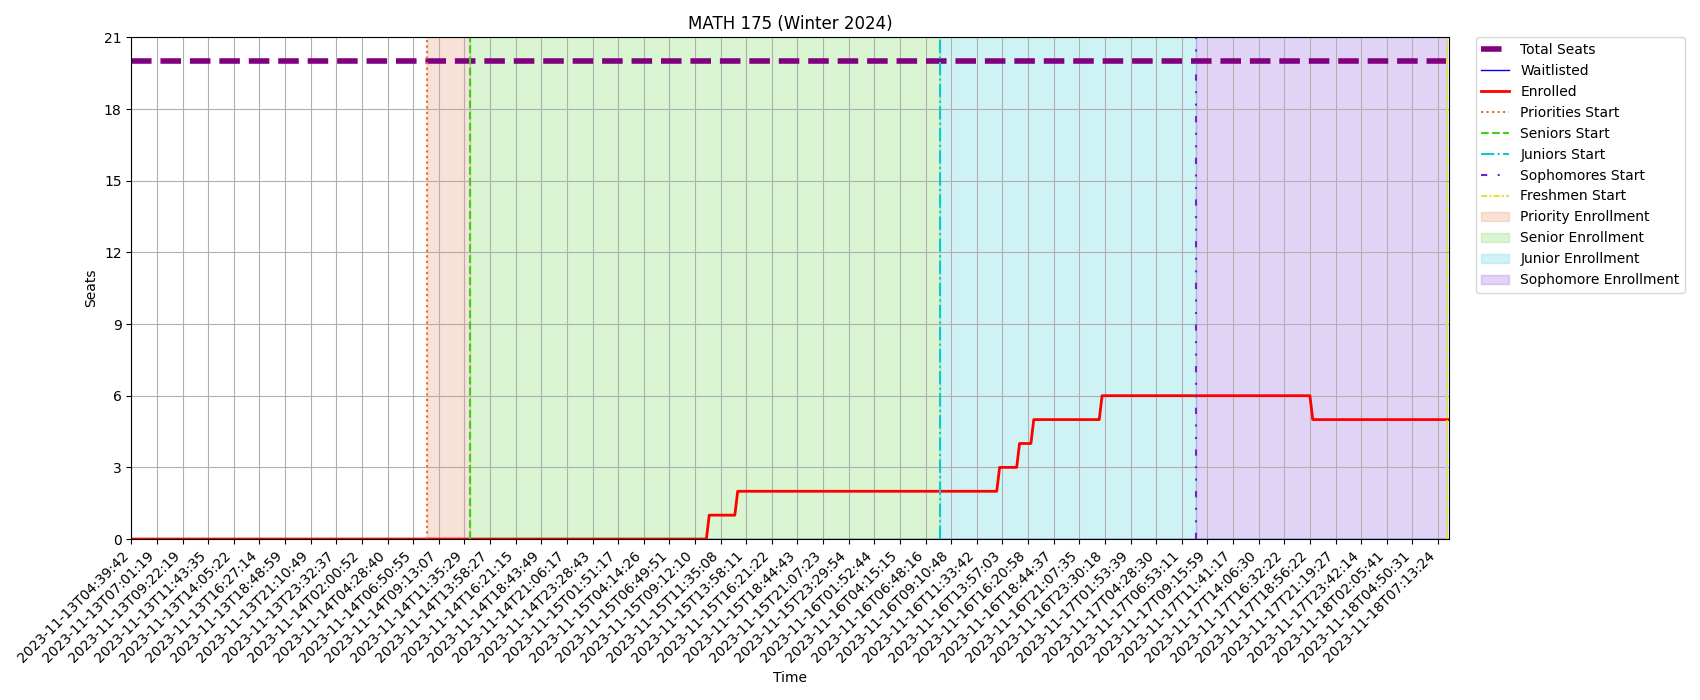 MATH 175 (Winter 2024)
Seats
21
18
15
12
9
6
3
0
2023-11-13T04:39:42
2023-11-13T07:01:19
2023-11-13T09:22:19
2023-11-13T11:43:35
2023-11-13T14:05:22
2023-11-13T16:27:14
2023-11-13T18:48:59
2023-11-13T21:10:49
2023-11-13T23:32:37
2023-11-14T02:00:52
2023-11-14T04:28:40
2023-11-14T06:50:55
2023-11-14T09:13:07
2023-11-14T11:35:29
2023-11-14T13:58:27
2023-11-14T16:21:15
2023-11-14T18:43:49
2023-11-14T21:06:17
2023-11-14T23:28:43
2023-11-15T01:51:17
2023-11-15T04:14:26
2023-11-15T06:49:51
2023-11-15T09:12:10
2023-11-15T11:35:08
2023-11-15T13:58:11
2023-11-15T16:21:22
2023-11-15T18:44:43
2023-11-15T21:07:23
2023-11-15T23:29:54
2023-11-16T01:52:44
2023-11-16T04:15:15
2023-11-16T06:48:16
2023-11-16T09:10:48
2023-11-16T11:33:42
2023-11-16T13:57:03
2023-11-16T16:20:58
2023-11-16T18:44:37
2023-11-16T21:07:35
2023-11-16T23:30:18
2023-11-17T01:53:39
2023-11-17T04:28:30
2023-11-17T06:53:11
2023-11-17T09:15:59
2023-11-17T11:41:17
2023-11-17T14:06:30
2023-11-17T16:32:22
2023-11-17T18:56:22
2023-11-17T21:19:27
2023-11-17T23:42:14
2023-11-18T02:05:41
2023-11-18T04:50:31
2023-11-18T07:13:24
Time
Total Seats
Waitlisted
Enrolled
Priorities Start
Seniors Start
Juniors Start
Sophomores Start
Freshmen Start
Priority Enrollment
Senior Enrollment
Junior Enrollment
Sophomore Enrollment